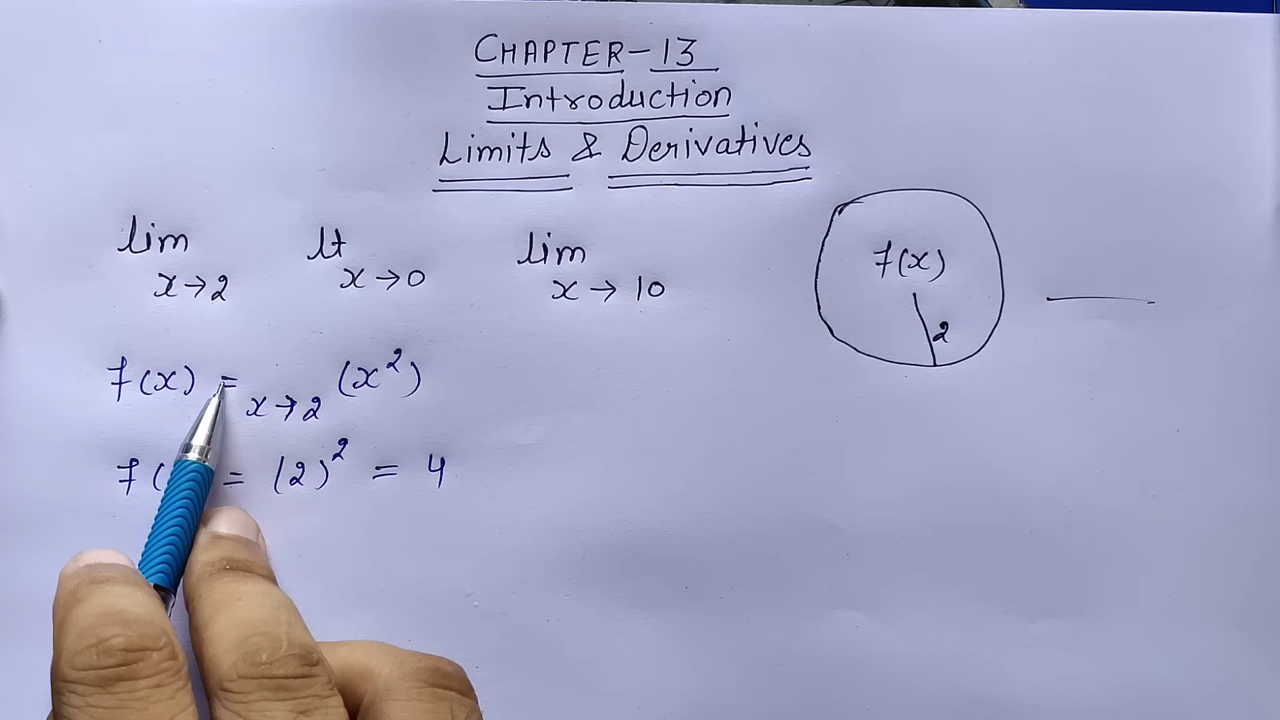 CHAPTER-13
Introduction
Limits & Derivatives
lim x→2 lt x→0 lim x→10
f(x)
2
f(x) = x→2 (x²)
f( = (2)² = 4